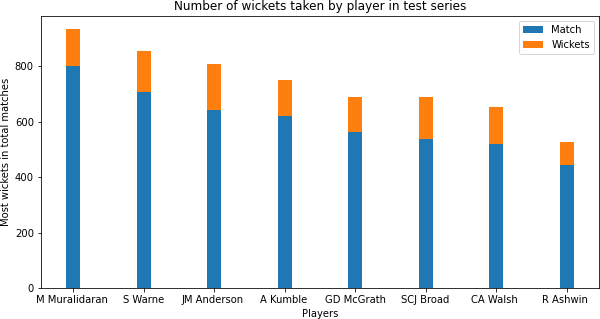 Number of wickets taken by player in test series
Match
Wickets
Most wickets in total matches
800
600
400
200
0
M Muralidaran S Warne JM Anderson A Kumble GD McGrath SCJ Broad CA Walsh R Ashwin
Players